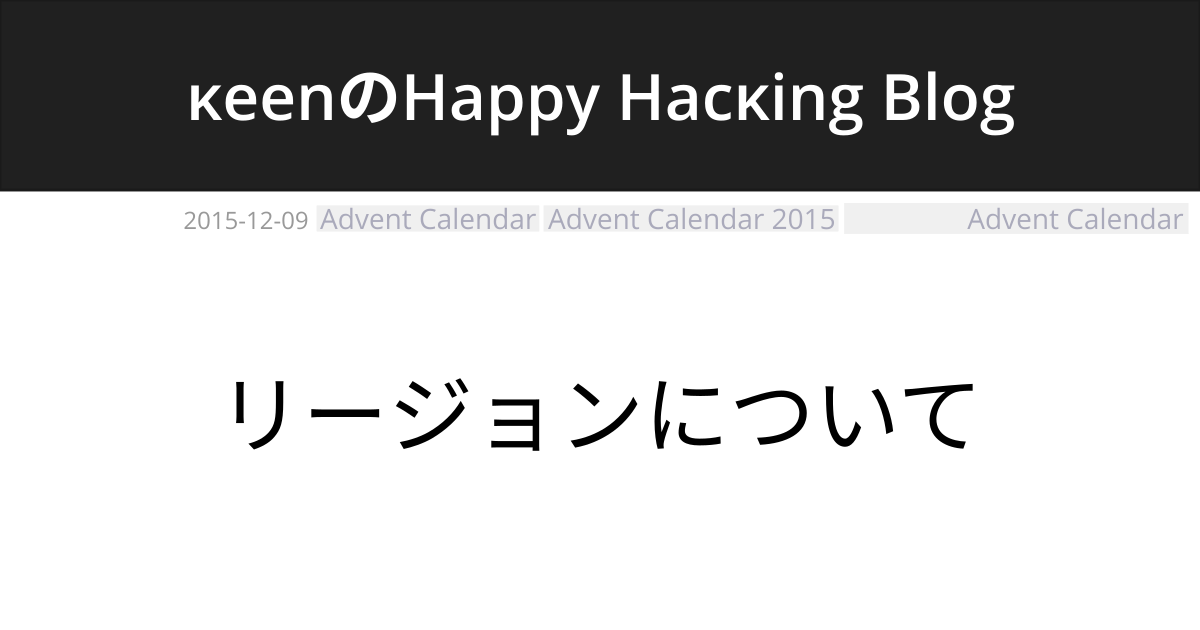 κeenのHappy Hacκing Blog
2015-12-09 Advent Calendar Advent Calendar 2015 Advent Calendar
リージョンについて